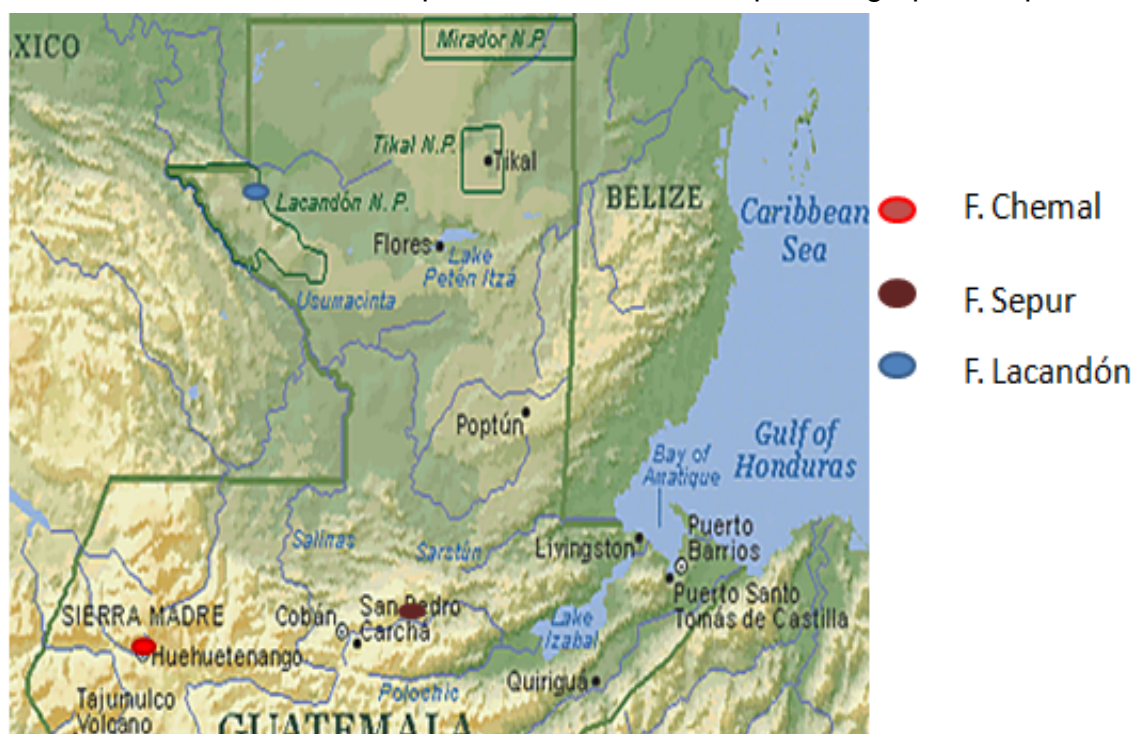 EXICO
Mirador N.P.
Tikal N.P.
Tikal
BELIZE
Caribbean
Sea
Lacandón N.P.
Flores
Lake
Petén Itzá
Usumacinta
Poptún
Gulf of
Honduras
Bay of
Amatique
Salinas
Sarstún
Livingston
Puerto
Barrios
Puerto Santo
Tomás de Castilla
SIERRA MADRE
Cobán
San Pedro
Carchá
Lake
Izabal
Huehuetenango
Polochic
Quiriguá
Tajumulco
Volcano
GUATEMALA
F. Chemal
F. Sepur
F. Lacandón